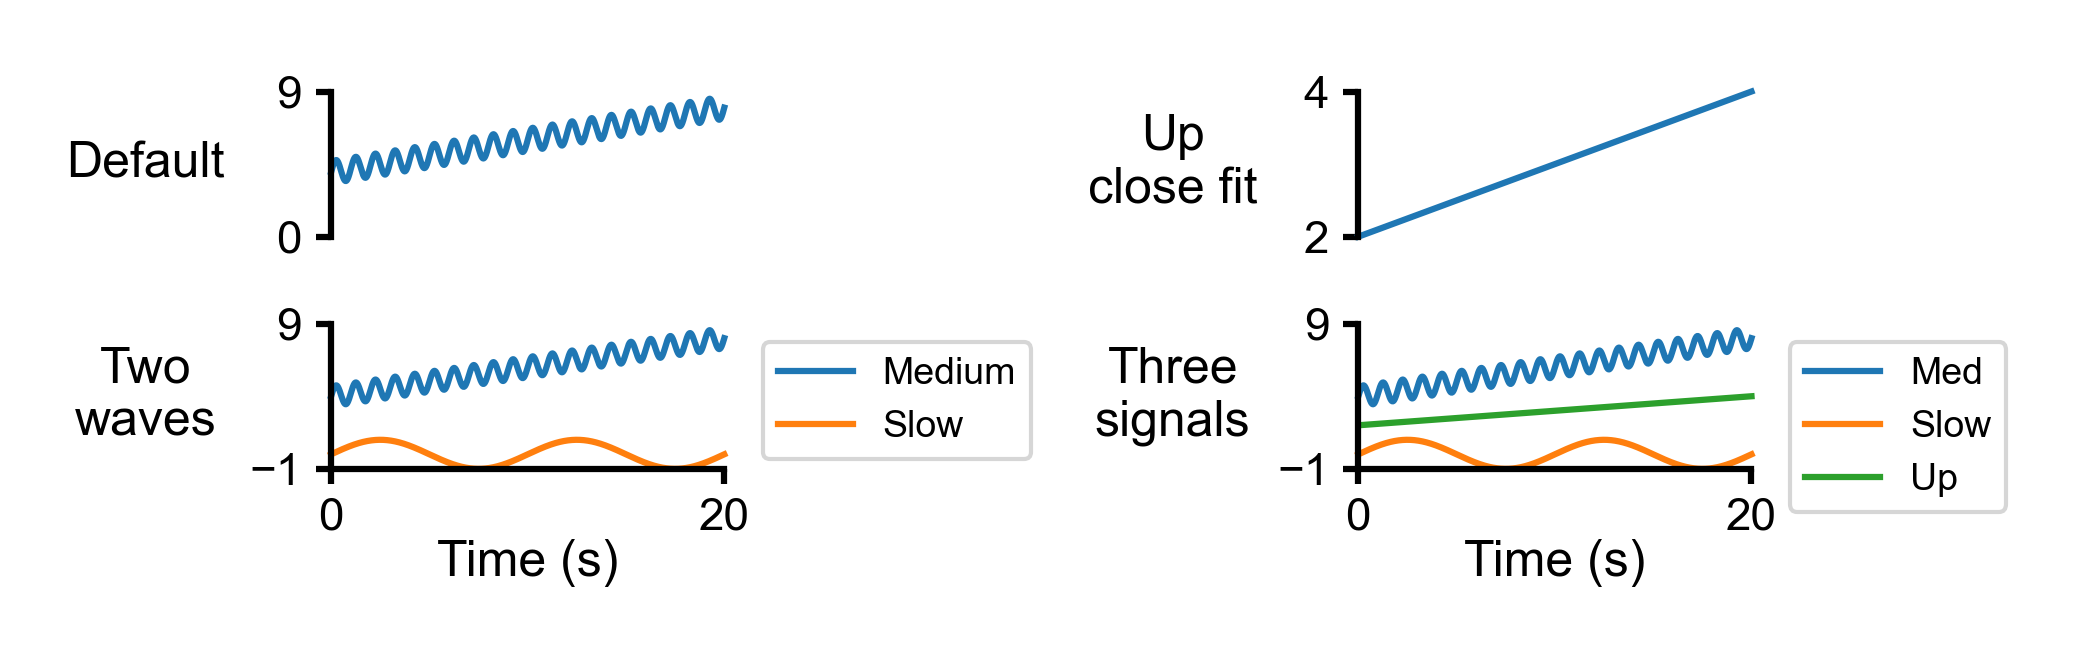 9
Default
0
4
Up
close fit
2
9
Two
waves
−1
0
20
Time (s)
Medium
Slow
9
Three
signals
−1
0
20
Time (s)
Med
Slow
Up